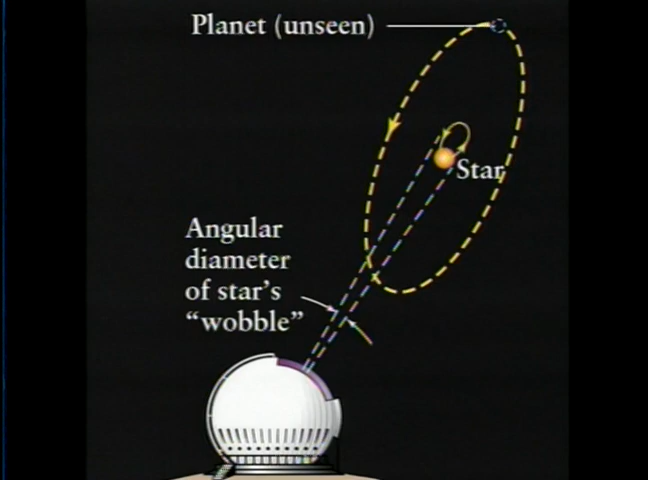 Planet (unseen)
Star
Angular
diameter
of star's
“wobble”